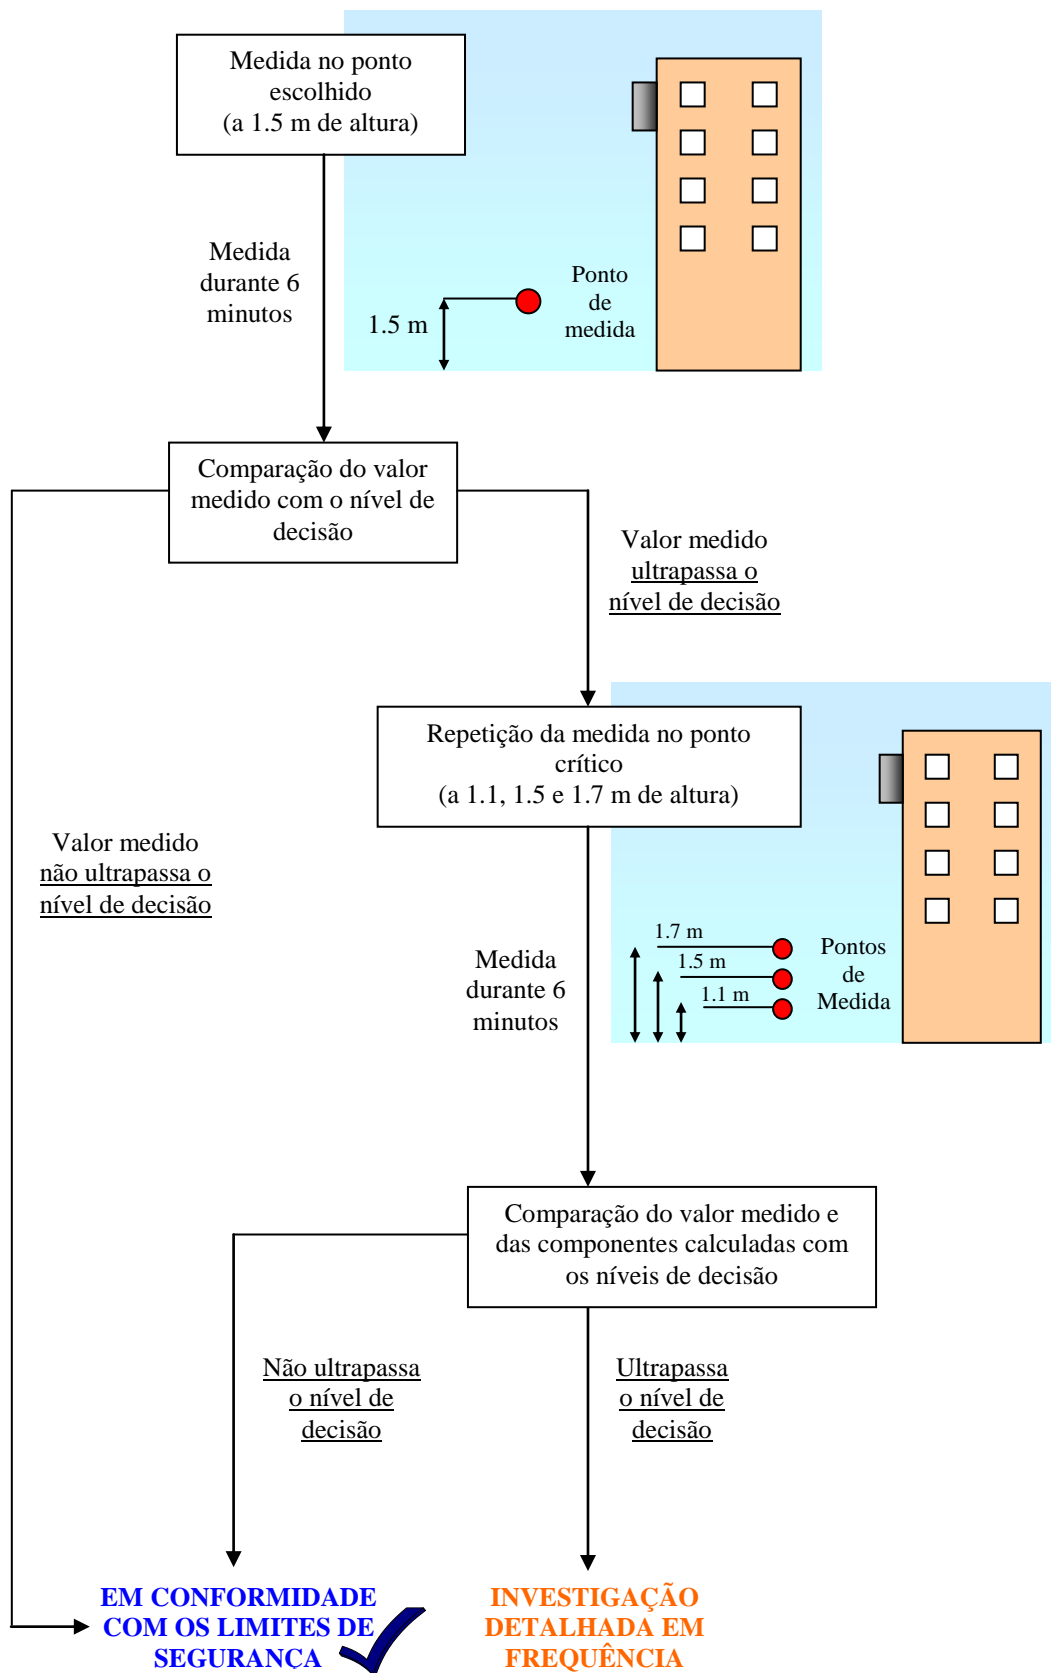 Medida no ponto
escolhido
(a 1.5 m de altura)
Medida
durante 6
minutos
Ponto
de
medida
1.5 m
Comparação do valor
medido com o nível de
decisão
Valor medido
ultrapassa o
nível de decisão
Repetição da medida no ponto
crítico
(a 1.1, 1.5 e 1.7 m de altura)
Valor medido
não ultrapassa o
nível de decisão
Medida
durante 6
minutos
1.7 m
1.5 m
1.1 m
Pontos
de
Medida
Comparação do valor medido e
das componentes calculadas com
os níveis de decisão
Não ultrapassa
o nível de
decisão
Ultrapassa
o nível de
decisão
EM CONFORMIDADE
COM OS LIMITES DE
SEGURANÇA
INVESTIGAÇÃO
DETALHADA EM
FREQUÊNCIA